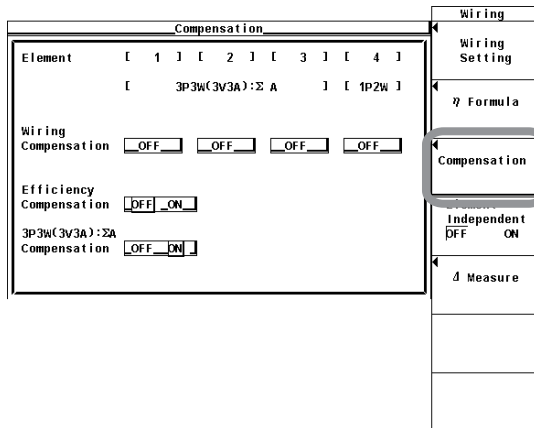 Compensation
Element [ 1 ] [ 2 ] [ 3 ] [ 4 ]
[ 3P3W(3V3A):Σ A ] [ 1P2W ]
Wiring
Compensation OFF OFF OFF OFF
Efficiency
Compensation OFF ON
3P3W(3V3A):ΣA
Compensation OFF ON
Wiring
Wiring
Setting
η Formula
Compensation
Element
Independent
OFF ON
Δ Measure